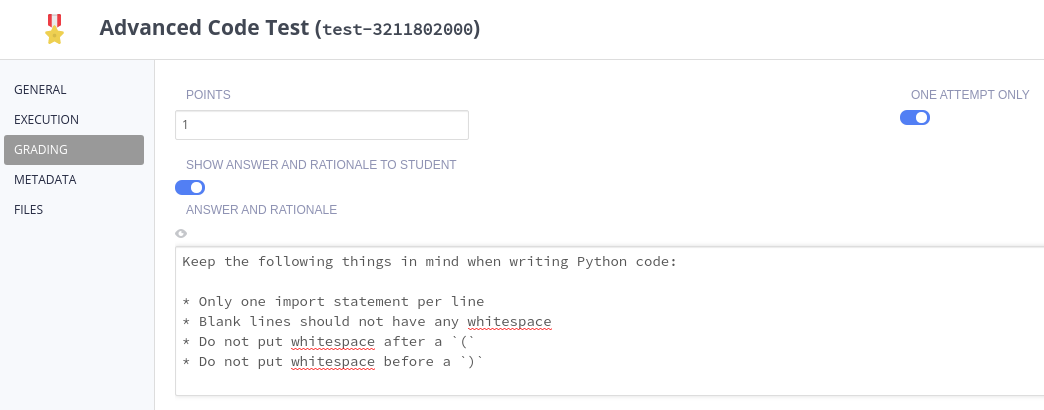 Advanced Code Test (test-3211802000)
GENERAL
EXECUTION
GRADING
METADATA
FILES
POINTS
ONE ATTEMPT ONLY
1
SHOW ANSWER AND RATIONALE TO STUDENT
ANSWER AND RATIONALE
Keep the following things in mind when writing Python code:
* Only one import statement per line
* Blank lines should not have any whitespace
* Do not put whitespace after a `(`
* Do not put whitespace before a `)`